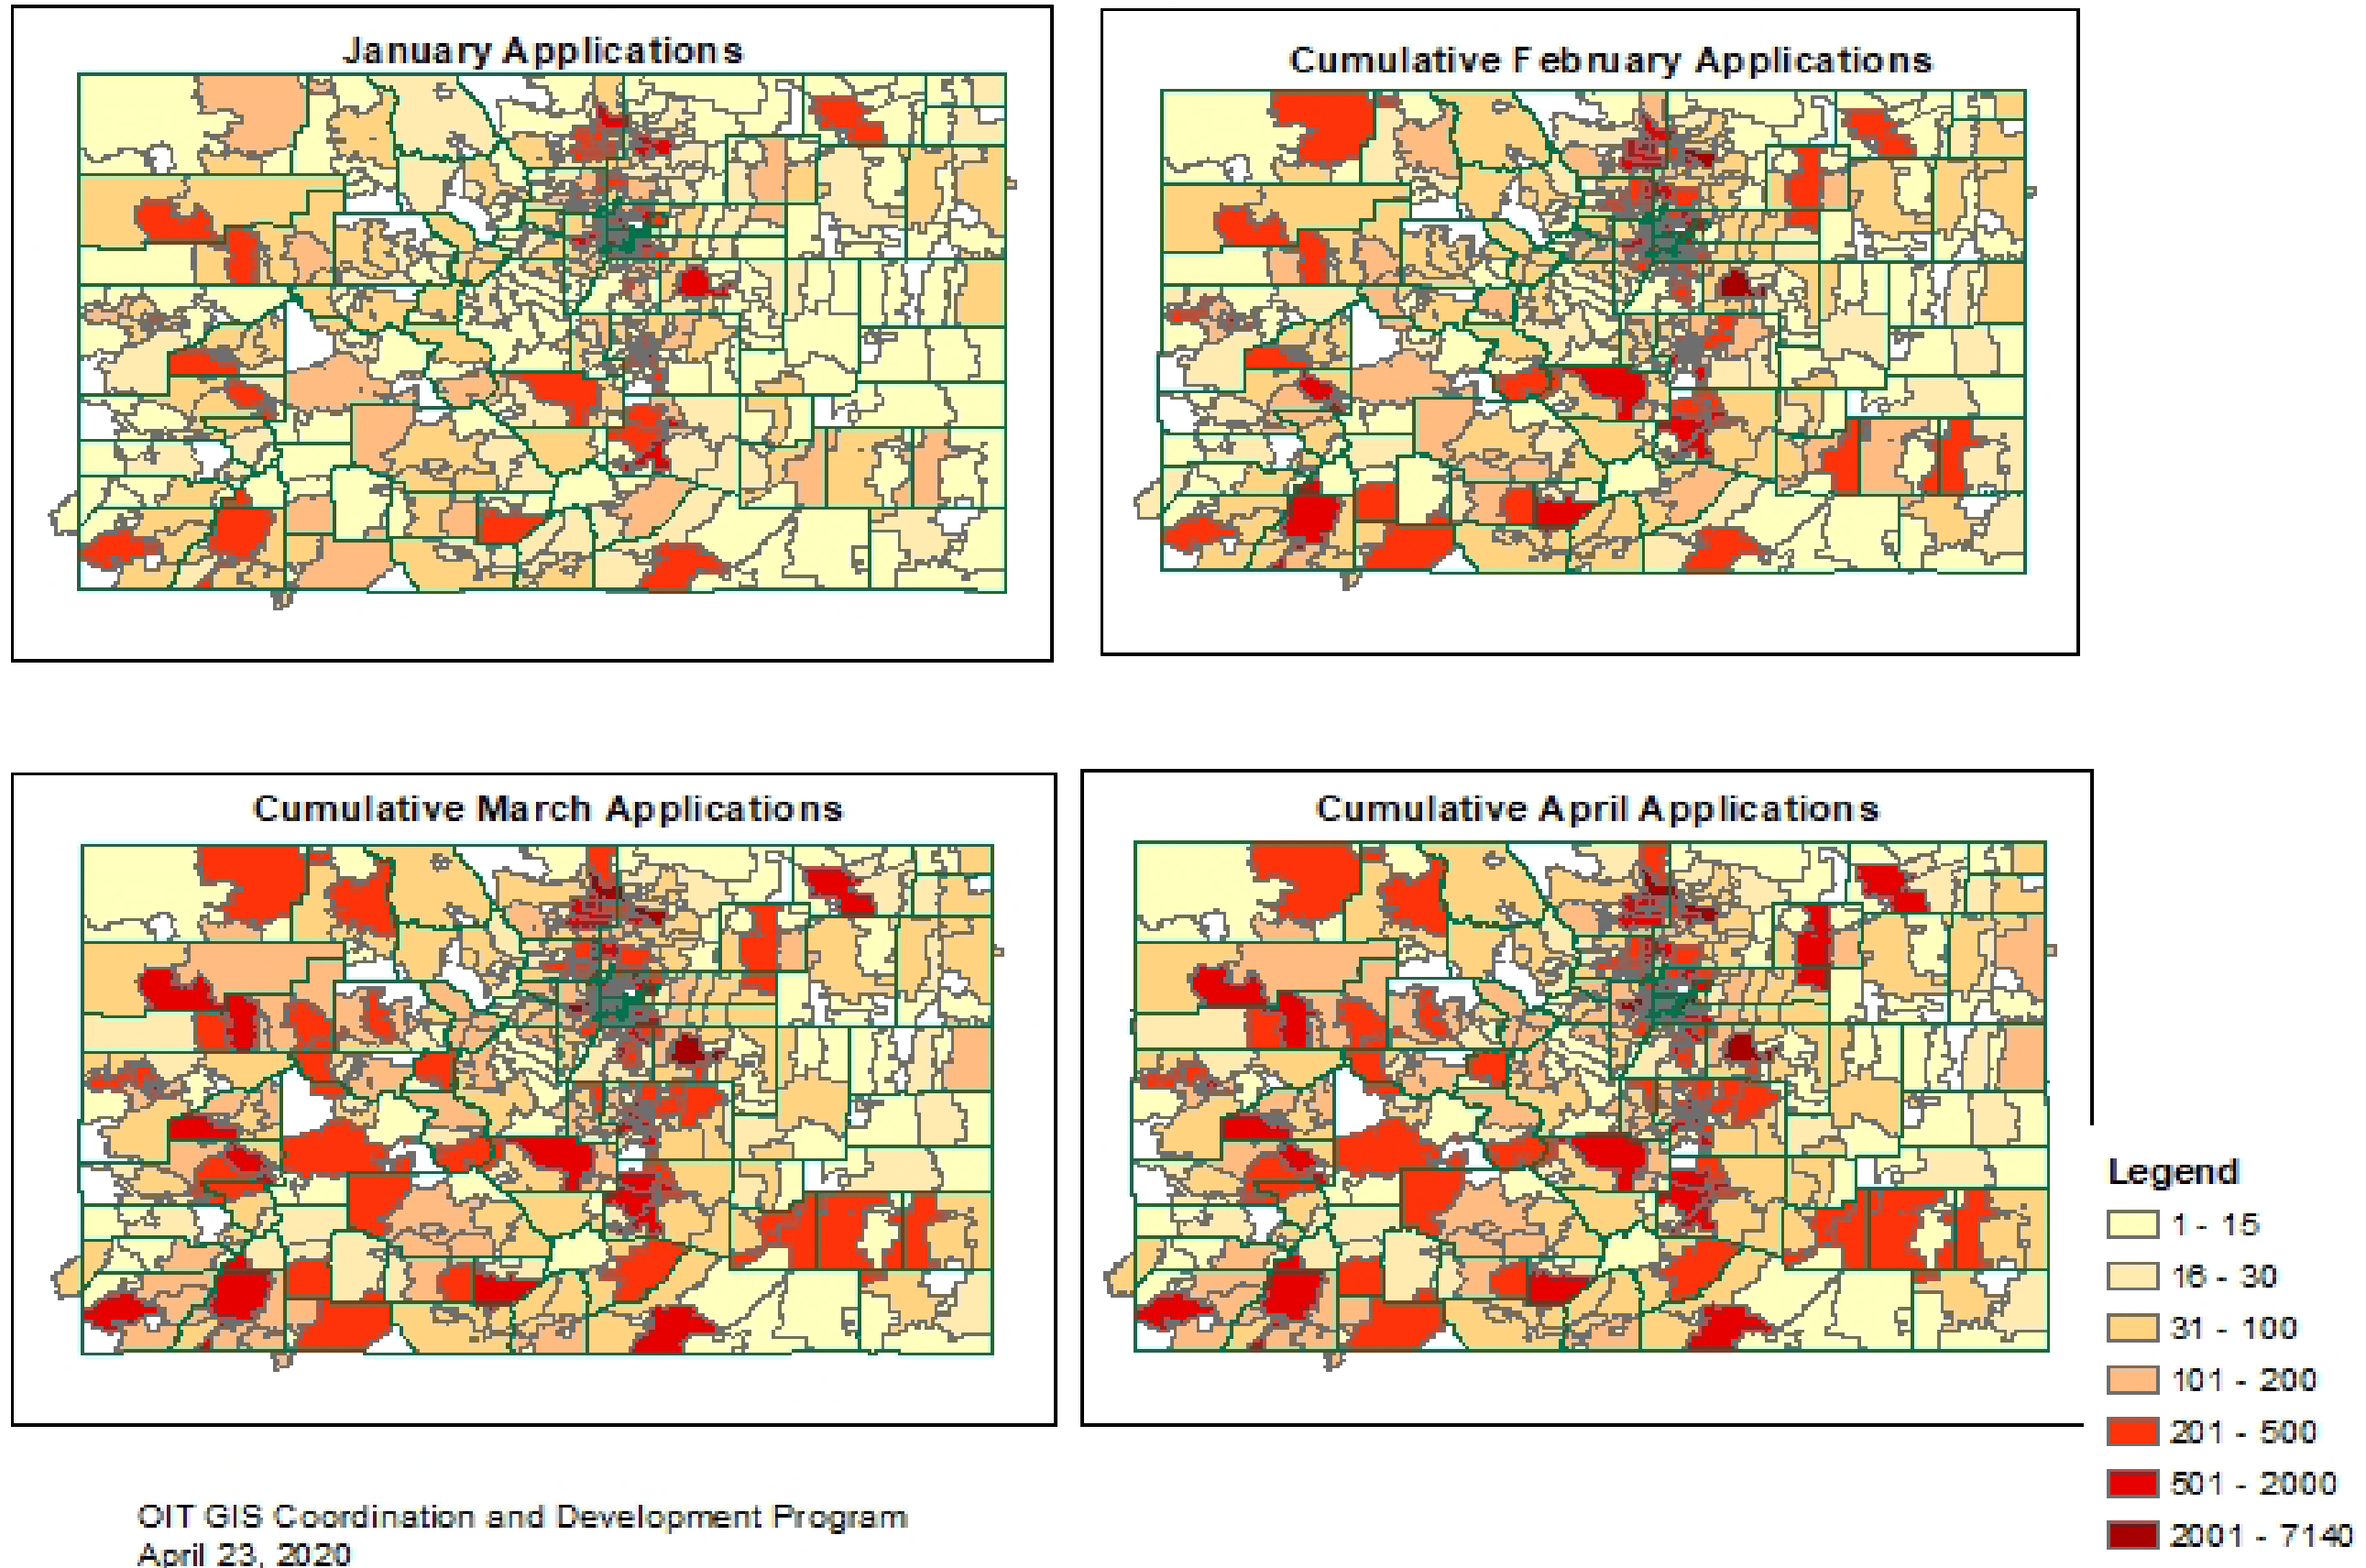 January Applications
Cumulative February Applications
Cumulative March Applications
Cumulative April Applications
Legend
1 - 15
16 - 30
31 - 100
101 - 200
201 - 500
501 - 2000
2001 - 7140
OIT GIS Coordination and Development Program
April 23, 2020